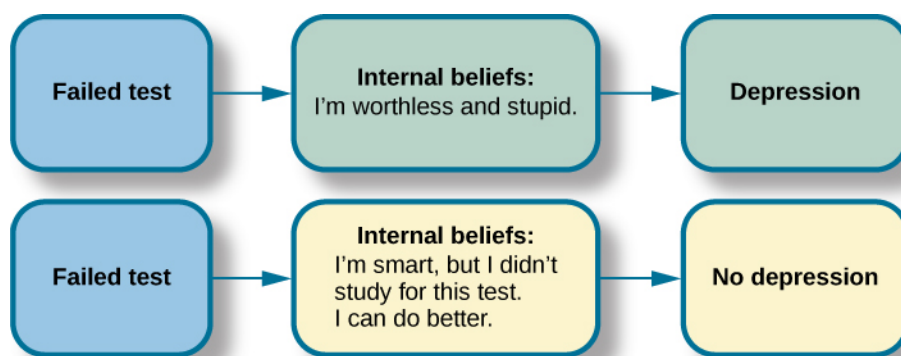 Failed test
Internal beliefs:
I'm worthless and stupid.
Depression
Failed test
Internal beliefs:
I'm smart, but I didn't
study for this test.
I can do better.
No depression